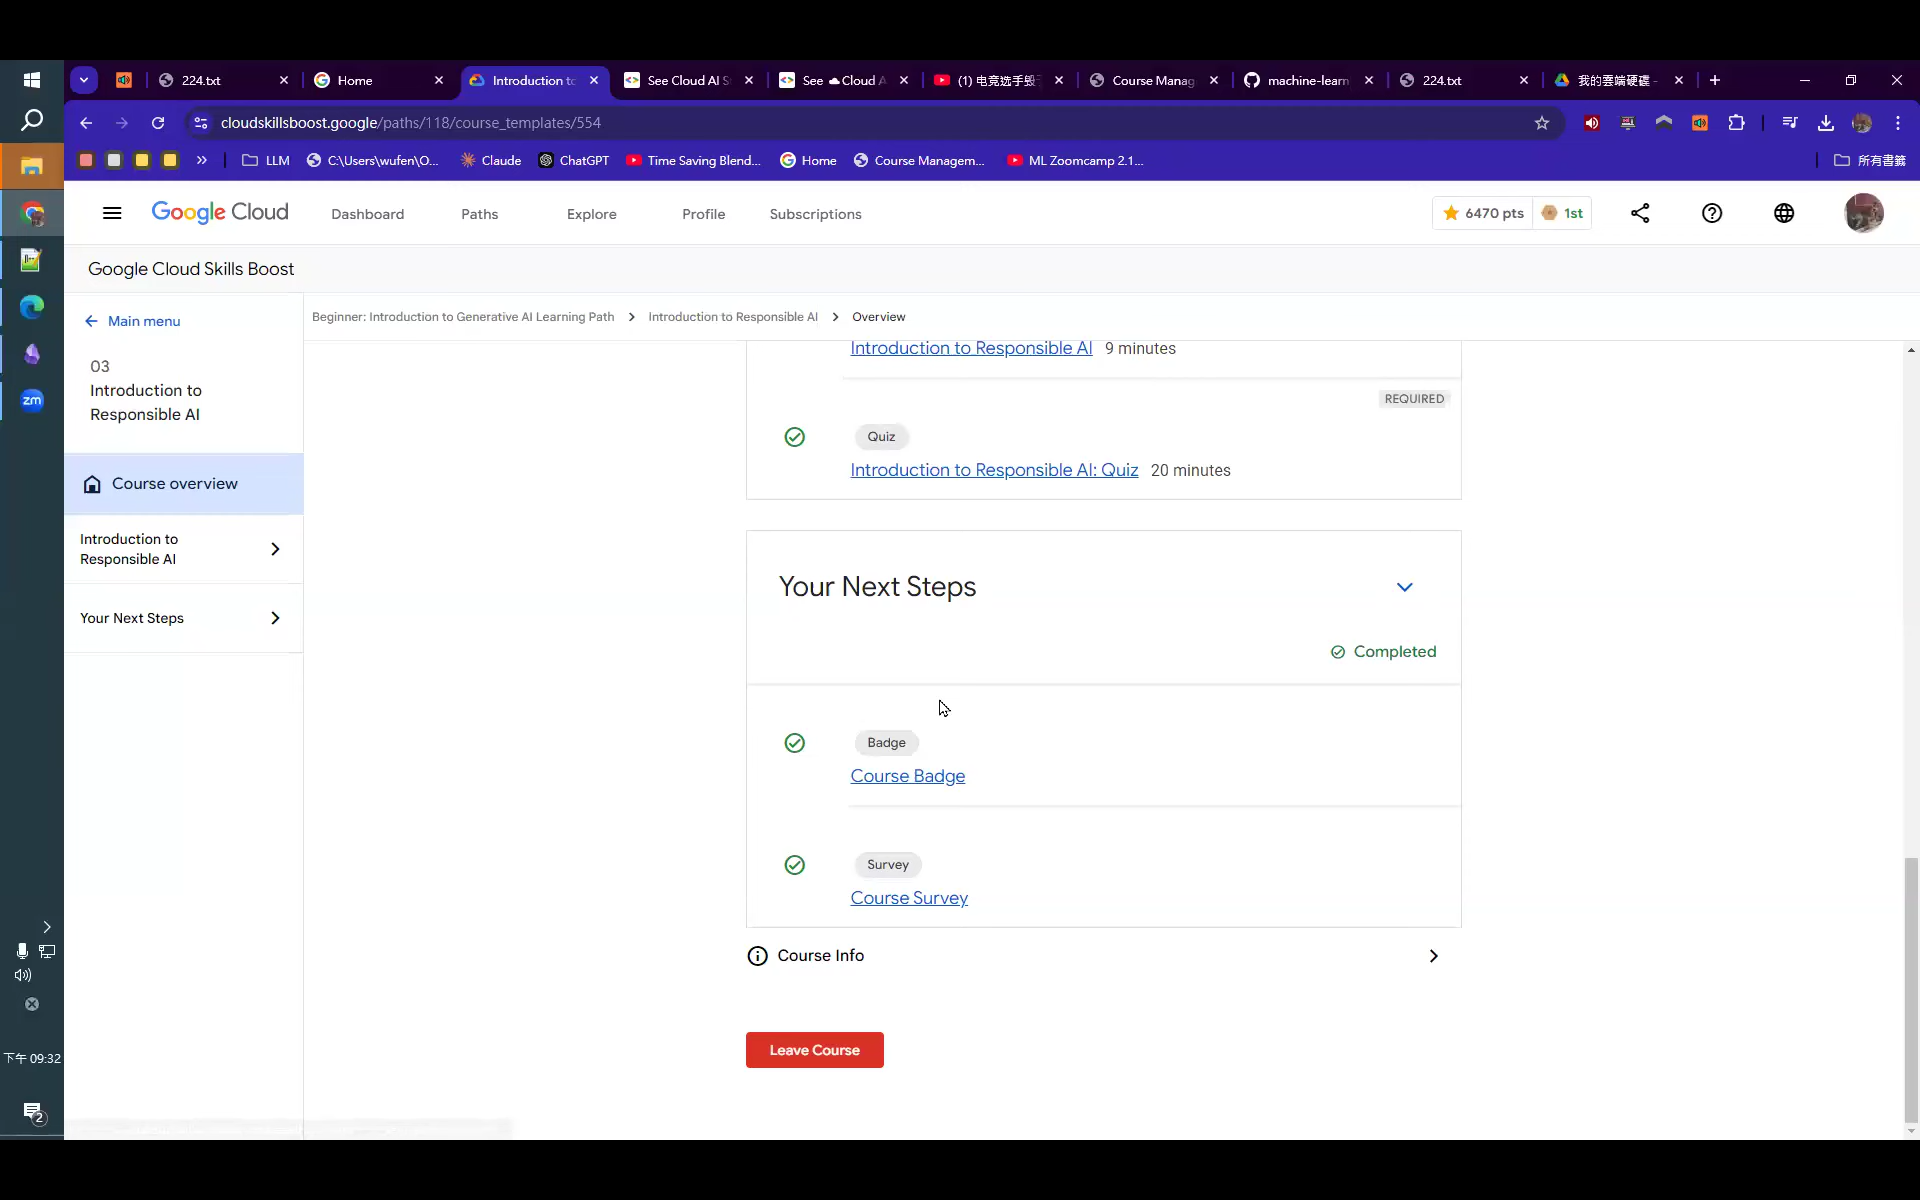 224.txt
Home
Introduction to
See Cloud AI S
See Cloud A
(1) 电竞选手毁
Course Manag
machine-learn
224.txt
我的雲端硬碟 -
cloudskillsboost.google/paths/118/course_templates/554
LLM
C:\Users\wufen\O...
Claude
ChatGPT
Time Saving Blend...
Home
Course Managem...
ML Zoomcamp 2.1...
所有書籤
Google Cloud
Dashboard
Paths
Explore
Profile
Subscriptions
6470 pts
1st
Google Cloud Skills Boost
Main menu
03
Introduction to
Responsible AI
Course overview
Introduction to
Responsible AI
Your Next Steps
Beginner: Introduction to Generative AI Learning Path > Introduction to Responsible AI > Overview
Introduction to Responsible AI 9 minutes
REQUIRED
Quiz
Introduction to Responsible AI: Quiz 20 minutes
Your Next Steps
Completed
Badge
Course Badge
Survey
Course Survey
Course Info
Leave Course
zm
下午 09:32
2